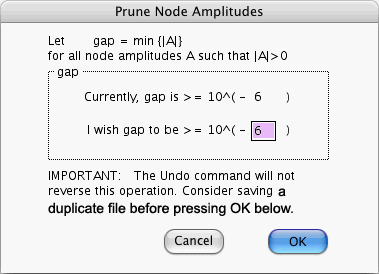 Prune Node Amplitudes
Let gap = min {|A|}
for all node amplitudes A such that |A|>0
gap
Currently, gap is >= 10^( - 6 )
I wish gap to be >= 10^( - 6 )
IMPORTANT: The Undo command will not
reverse this operation. Consider saving a
duplicate file before pressing OK below.
Cancel OK